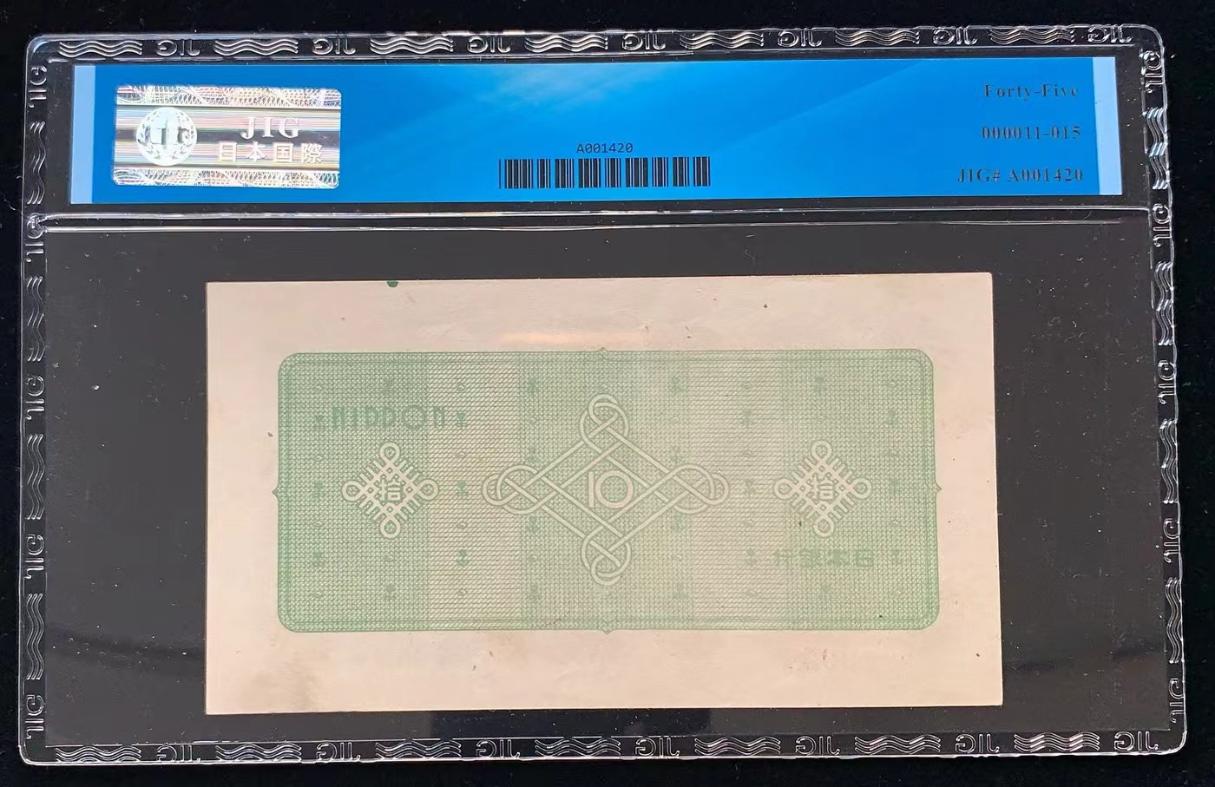 JIG
日本国際
A001420
Forty-Five
000011-015
JIG# A001420
NIPPON
拾
10
拾
行銀本日